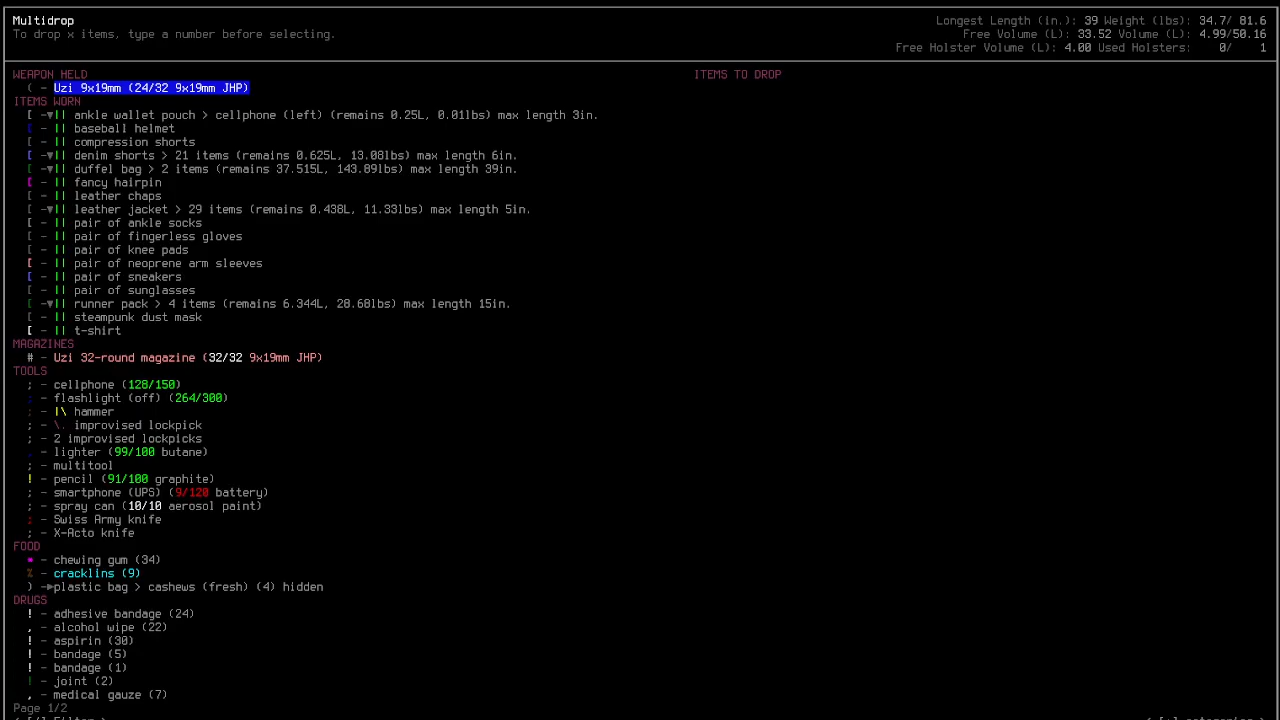 Multidrop
Longest Length (in.): 39 Weight (lbs): 34.7/ 81.6
To drop x items, type a number before selecting.
Free Volume (L): 33.52 Volume (L): 4.99/50.16
Free Holster Volume (L): 4.00 Used Holsters: 0/ 1
WEAPON HELD
ITEMS TO DROP
( - Uzi 9x19mm (24/32 9x19mm JHP)
ITEMS WORN
[ -▼|| ankle wallet pouch > cellphone (left) (remains 0.25L, 0.01lbs) max length 3in.
[ - || baseball helmet
[ - || compression shorts
[ -▼|| denim shorts > 21 items (remains 0.625L, 13.08lbs) max length 6in.
[ -▼|| duffel bag > 2 items (remains 37.515L, 143.89lbs) max length 39in.
[ - || fancy hairpin
[ - || leather chaps
[ -▼|| leather jacket > 29 items (remains 0.438L, 11.33lbs) max length 5in.
[ - || pair of ankle socks
[ - || pair of fingerless gloves
[ - || pair of knee pads
[ - || pair of neoprene arm sleeves
[ - || pair of sneakers
[ - || pair of sunglasses
[ -▼|| runner pack > 4 items (remains 6.344L, 28.68lbs) max length 15in.
[ - || steampunk dust mask
[ - || t-shirt
MAGAZINES
# - Uzi 32-round magazine (32/32 9x19mm JHP)
TOOLS
; - cellphone (128/150)
; - flashlight (off) (264/300)
; - |\ hammer
; - \. improvised lockpick
; - 2 improvised lockpicks
, - lighter (99/100 butane)
; - multitool
! - pencil (91/100 graphite)
; - smartphone (UPS) (9/120 battery)
; - spray can (10/10 aerosol paint)
; - Swiss Army knife
; - X-Acto knife
FOOD
* - chewing gum (34)
% - cracklins (9)
) -▶plastic bag > cashews (fresh) (4) hidden
DRUGS
! - adhesive bandage (24)
, - alcohol wipe (22)
! - aspirin (30)
! - bandage (5)
! - bandage (1)
! - joint (2)
, - medical gauze (7)
Page 1/2